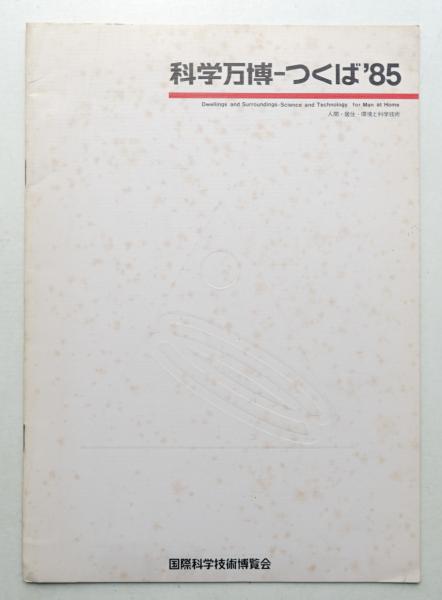 科学万博-つくば'85
Dwellings and Surroundings-Science and Technology for Man at Home
人間・居住・環境と科学技術
国際科学技術博覧会